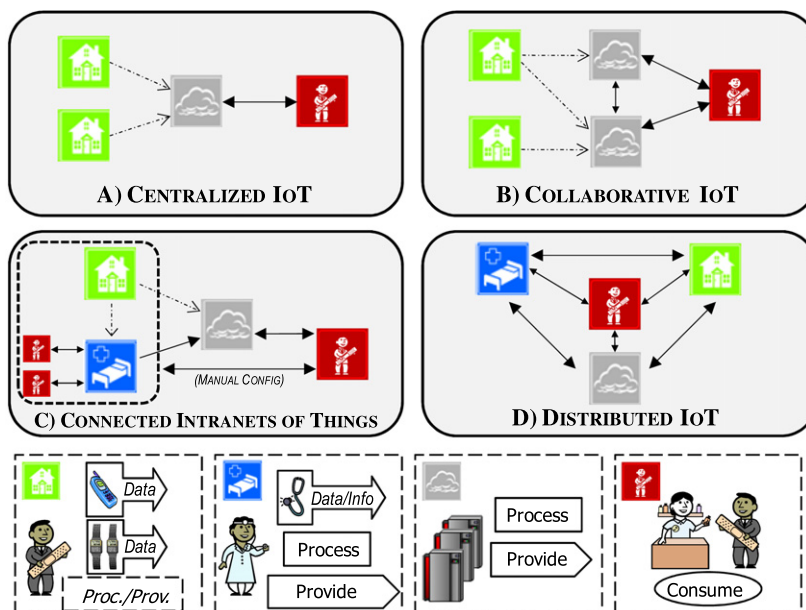 A) CENTRALIZED IOT
B) COLLABORATIVE IOT
(MANUAL CONFIG)
C) CONNECTED INTRANETS OF THINGS
D) DISTRIBUTED IOT
Data
Data
Proc./Prov.
Data/Info
Process
Provide
Process
Provide
Consume